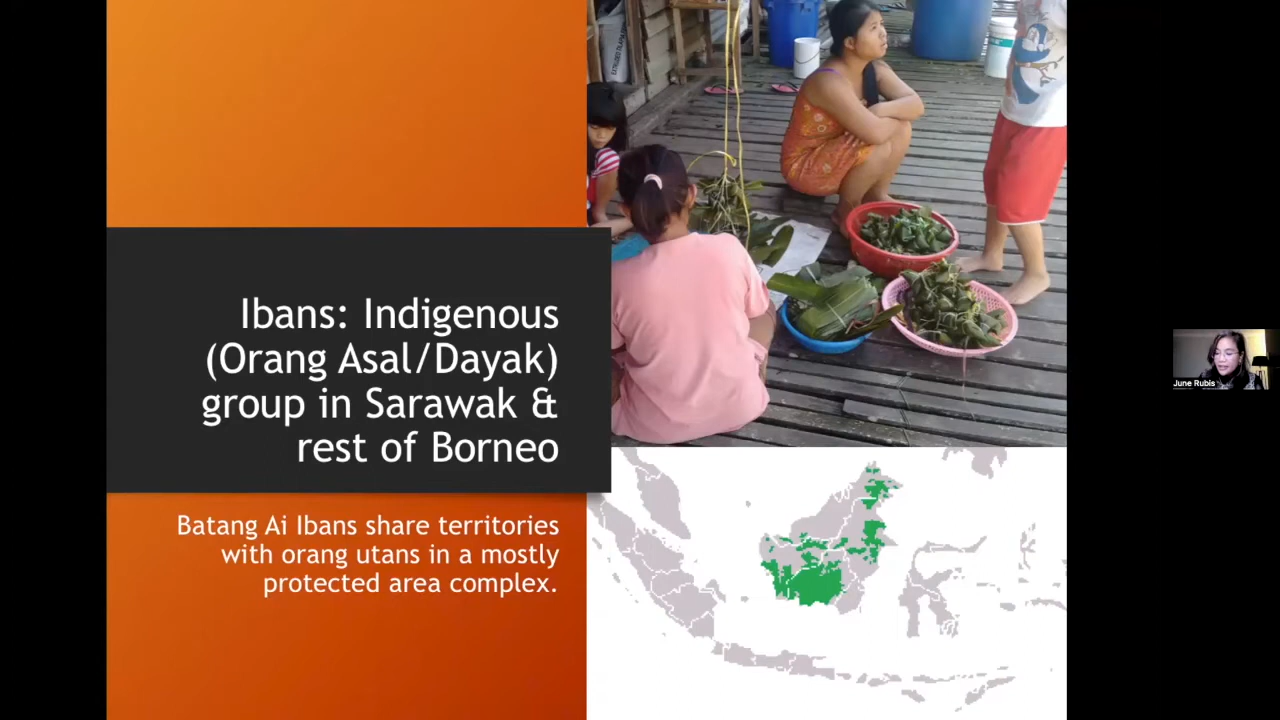 Ibans: Indigenous
(Orang Asal/Dayak)
group in Sarawak &
rest of Borneo
Batang Ai Ibans share territories
with orang utans in a mostly
protected area complex.
June Rubis